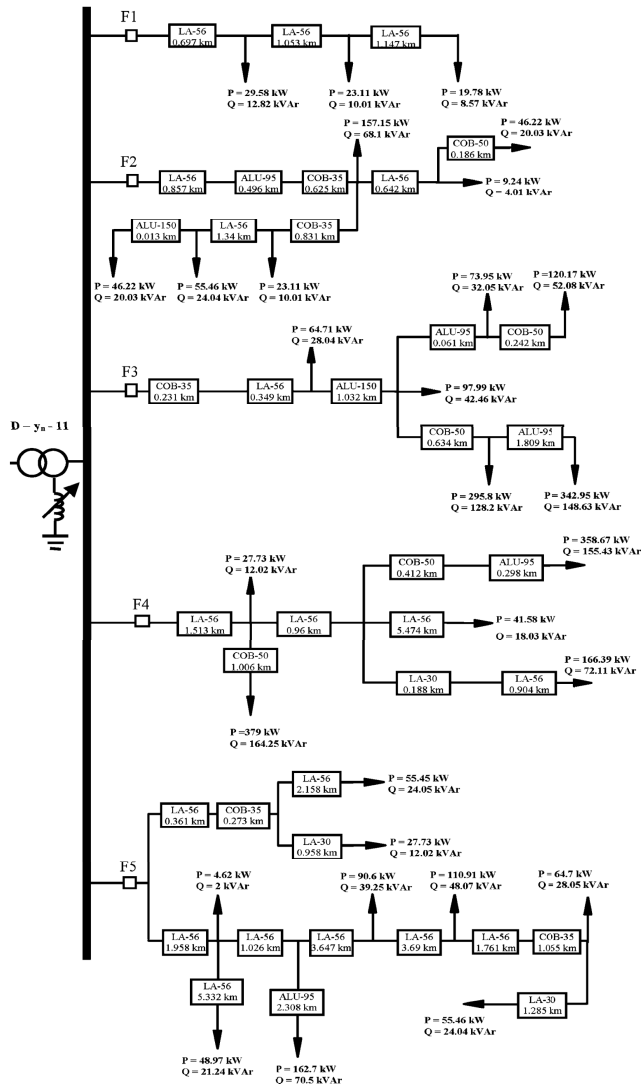 F1
LA-56
0.697 km
LA-56
1.053 km
LA-56
1.147 km
P = 29.58 kW
Q = 12.82 kVAr
P = 23.11 kW
Q = 10.01 kVAr
P = 19.78 kW
Q = 8.57 kVAr
P = 157.15 kW
Q = 68.1 kVAr
F2
LA-56
0.857 km
ALU-95
0.496 km
COB-35
0.625 km
LA-56
0.642 km
COB-50
0.186 km
P = 46.22 kW
Q = 20.03 kVAr
P = 9.24 kW
Q = 4.01 kVAr
ALU-150
0.013 km
LA-56
1.34 km
COB-35
0.831 km
P = 46.22 kW
Q = 20.03 kVAr
P = 55.46 kW
Q = 24.04 kVAr
P = 23.11 kW
Q = 10.01 kVAr
F3
COB-35
0.231 km
LA-56
0.349 km
P = 64.71 kW
Q = 28.04 kVAr
ALU-150
1.032 km
P = 73.95 kW
Q = 32.05 kVAr
P =120.17 kW
Q = 52.08 kVAr
ALU-95
0.061 km
COB-50
0.242 km
P = 97.99 kW
Q = 42.46 kVAr
COB-50
0.634 km
ALU-95
1.809 km
P = 295.8 kW
Q = 128.2 kVAr
P = 342.95 kW
Q = 148.63 kVAr
D – yn - 11
F4
LA-56
1.513 km
P = 27.73 kW
Q = 12.02 kVAr
LA-56
0.96 km
COB-50
1.006 km
P =379 kW
Q = 164.25 kVAr
COB-50
0.412 km
ALU-95
0.298 km
P = 358.67 kW
Q = 155.43 kVAr
LA-56
5.474 km
P = 41.58 kW
Q = 18.03 kVAr
LA-30
0.188 km
LA-56
0.904 km
P = 166.39 kW
Q = 72.11 kVAr
F5
LA-56
0.361 km
COB-35
0.273 km
LA-56
2.158 km
P = 55.45 kW
Q = 24.05 kVAr
LA-30
0.958 km
P = 27.73 kW
Q = 12.02 kVAr
P = 4.62 kW
Q = 2 kVAr
P = 90.6 kW
Q = 39.25 kVAr
P = 110.91 kW
Q = 48.07 kVAr
P = 64.7 kW
Q = 28.05 kVAr
LA-56
1.958 km
LA-56
1.026 km
LA-56
3.647 km
LA-56
3.69 km
LA-56
1.761 km
COB-35
1.055 km
LA-56
5.332 km
ALU-95
2.308 km
LA-30
1.285 km
P = 55.46 kW
Q = 24.04 kVAr
P = 48.97 kW
Q = 21.24 kVAr
P = 162.7 kW
Q = 70.5 kVAr